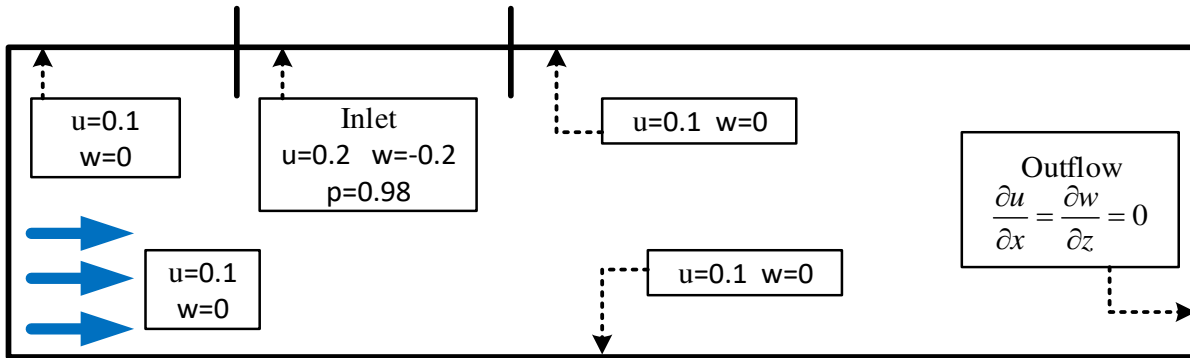 u=0.1
w=0
Inlet
u=0.2 w=-0.2
p=0.98
u=0.1 w=0
Outflow
∂u/∂x = ∂w/∂z = 0
u=0.1
w=0
u=0.1 w=0